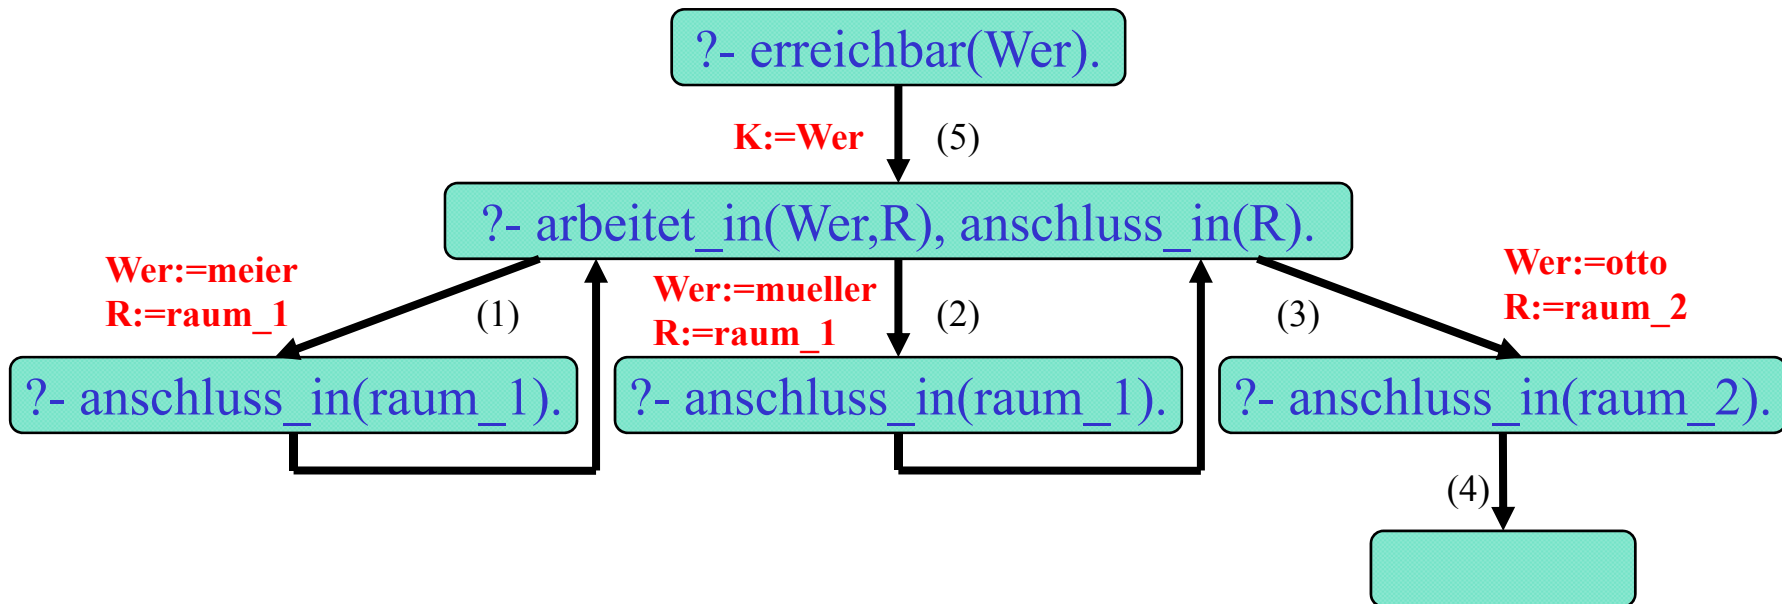 ?- erreichbar(Wer).
K:=Wer (5)
?- arbeitet_in(Wer,R), anschluss_in(R).
Wer:=meier
R:=raum_1
(1)
Wer:=mueller
R:=raum_1
(2)
(3)
Wer:=otto
R:=raum_2
?- anschluss_in(raum_1).
?- anschluss_in(raum_1).
?- anschluss_in(raum_2).
(4)